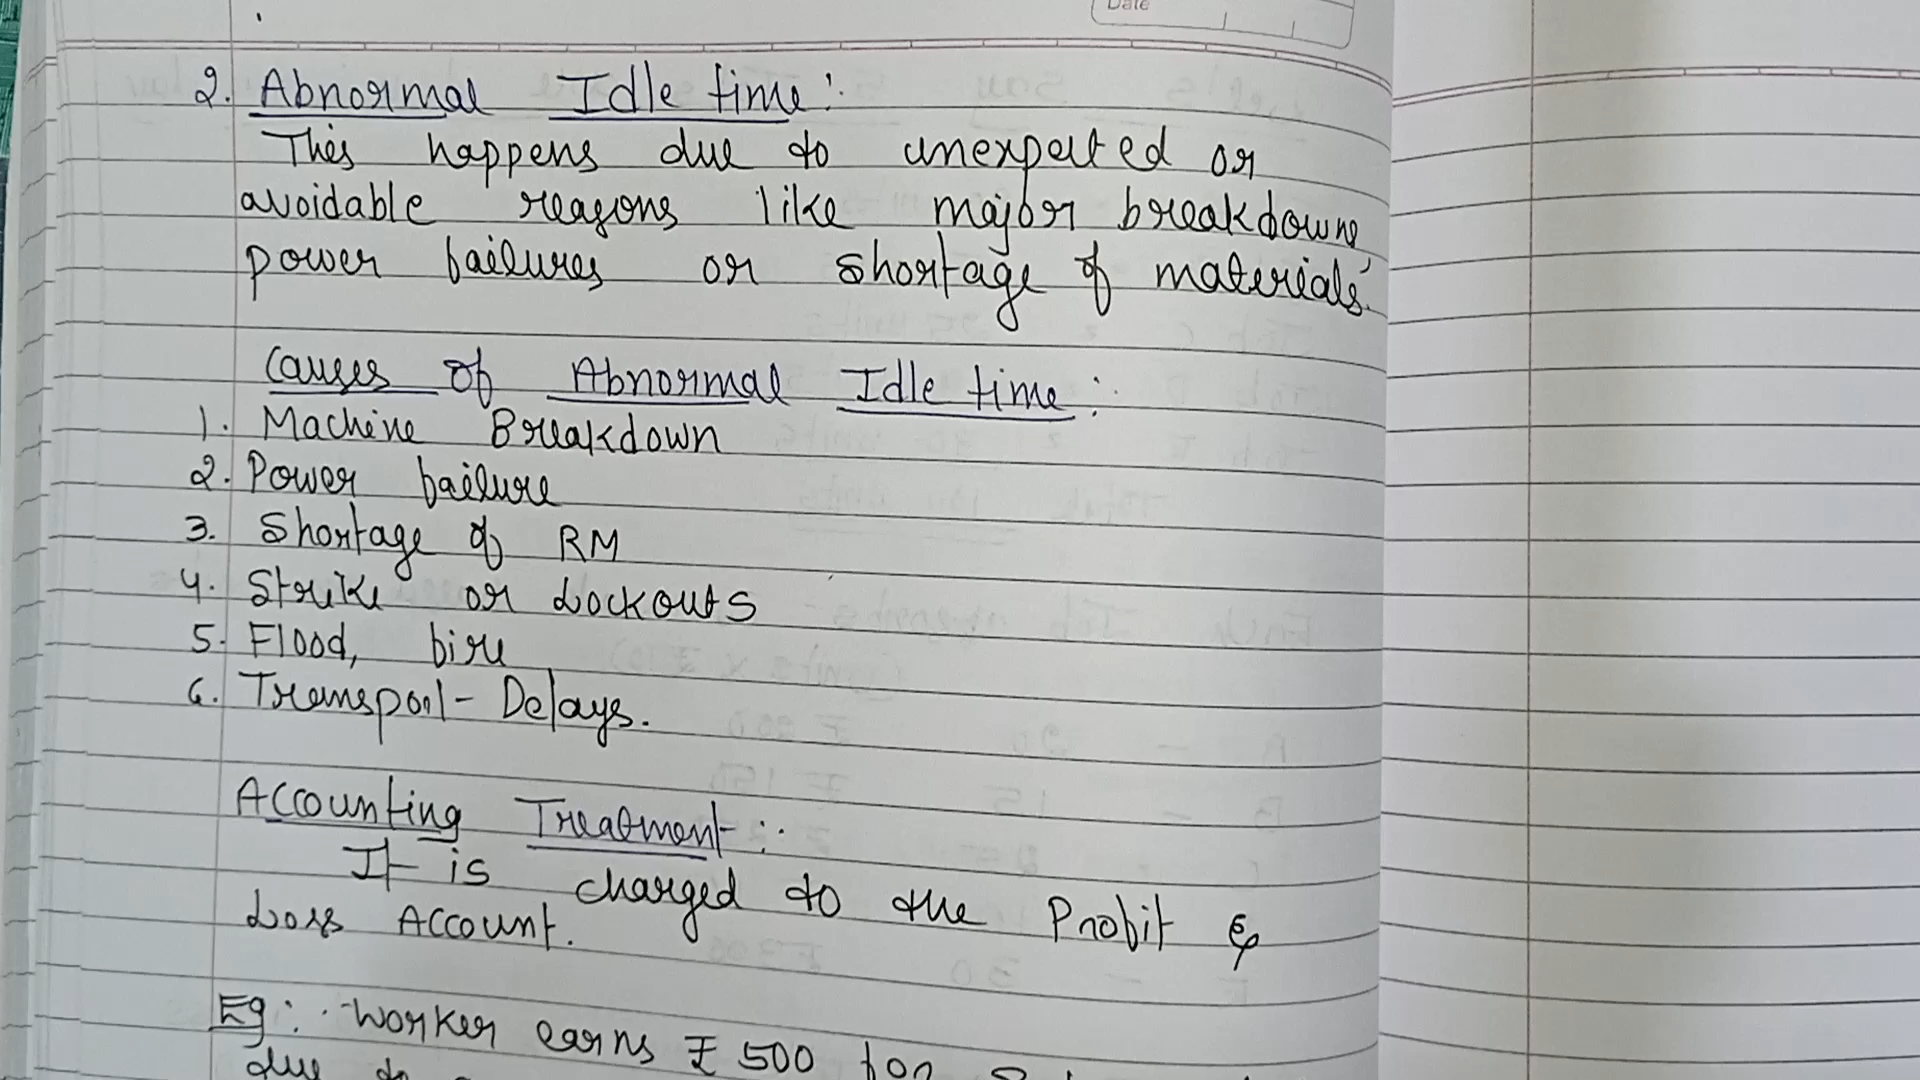 Date
2. Abnormal Idle time :
This happens due to unexpected or
avoidable reasons like major breakdowns
power failures or shortage of materials.
Causes of Abnormal Idle time :
1. Machine Breakdown
2. Power failure
3. Shortage of RM
4. Strike or Lockouts
5. Flood, fire
6. Transport Delays.
Accounting Treatment :
It is charged to the Profit &
Loss Account.
Eg : Worker earns ₹ 500 for
due to